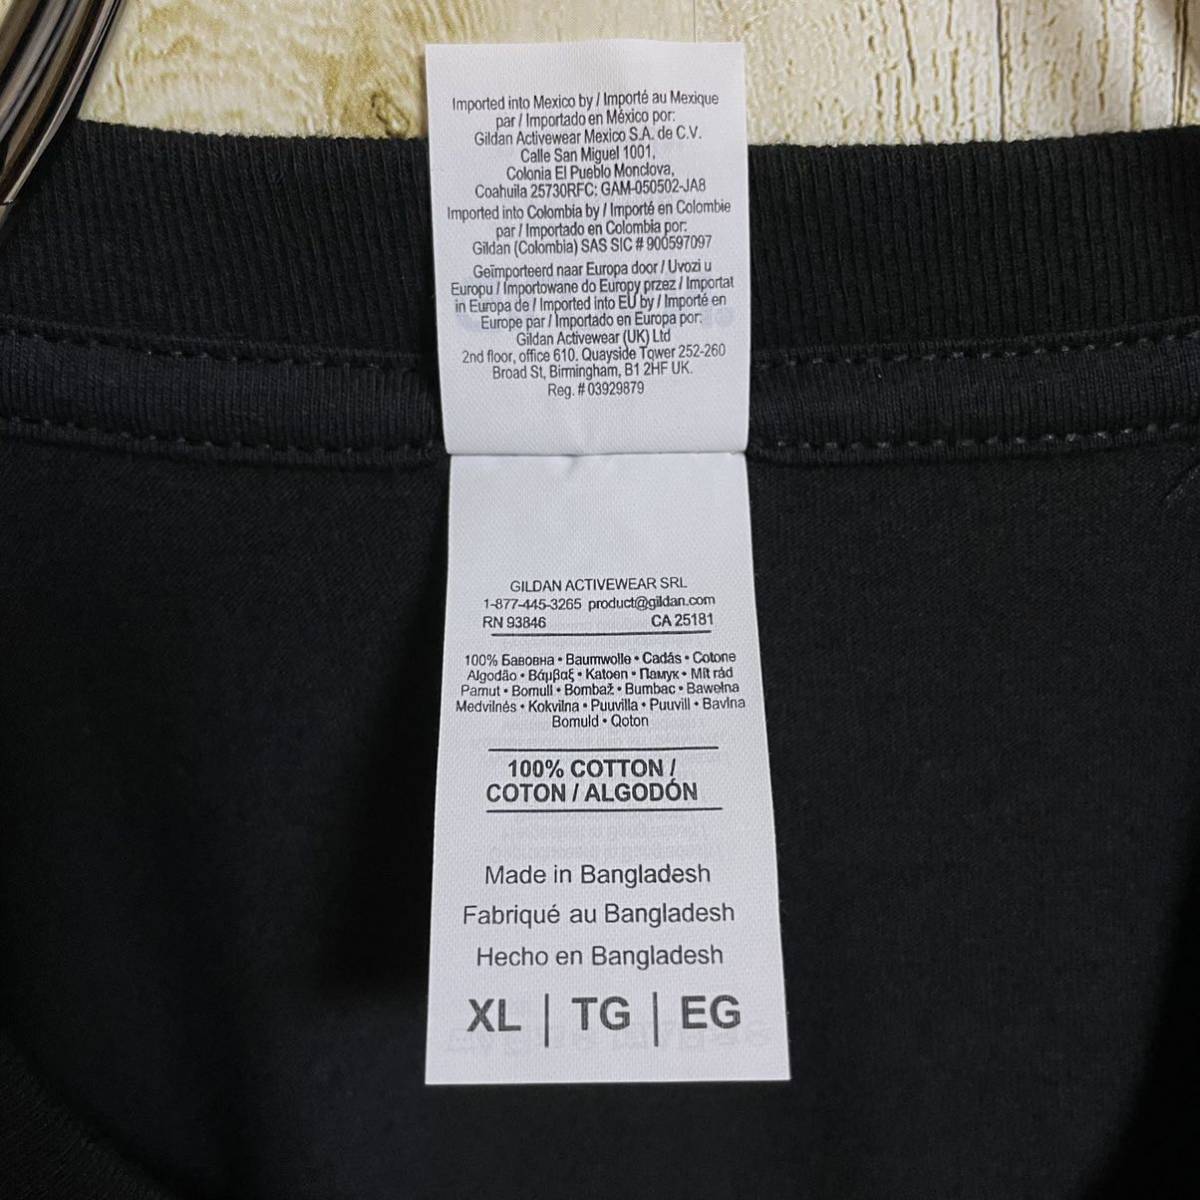 Imported into Mexico by / Importé au Mexique
par / Importado en México por:
Gildan Activewear Mexico S.A. de C.V.
Calle San Miguel 1001,
Colonia El Pueblo Monclova,
Coahuila 25730RFC: GAM-050502-JA8
Imported into Colombia by / Importé en Colombie
par / Importado en Colombia por:
Gildan (Colombia) SAS SIC # 900597097
Geïmporteerd naar Europa door / Uvozi u
Europu / Importowane do Europy przez / Importat
in Europa de / Imported into EU by / Importé en
Europe par / Importado en Europa por:
Gildan Activewear (UK) Ltd
2nd floor, office 610. Quayside Tower 252-260
Broad St, Birmingham, B1 2HF UK.
Reg. # 03929879
GILDAN ACTIVEWEAR SRL
1-877-445-3265 product@gildan.com
RN 93846 CA 25181
100% Бавовна • Baumwolle • Cadás • Cotone
Algodão • Βάμβαξ • Katoen • Памук • Mit rád
Pamut • Bomull • Bombaž • Bumbac • Bawełna
Medvilnės • Kokvilna • Puuvilla • Puuvill • Bavlna
Bomuld • Qoton
100% COTTON /
COTON / ALGODÓN
Made in Bangladesh
Fabriqué au Bangladesh
Hecho en Bangladesh
XL | TG | EG